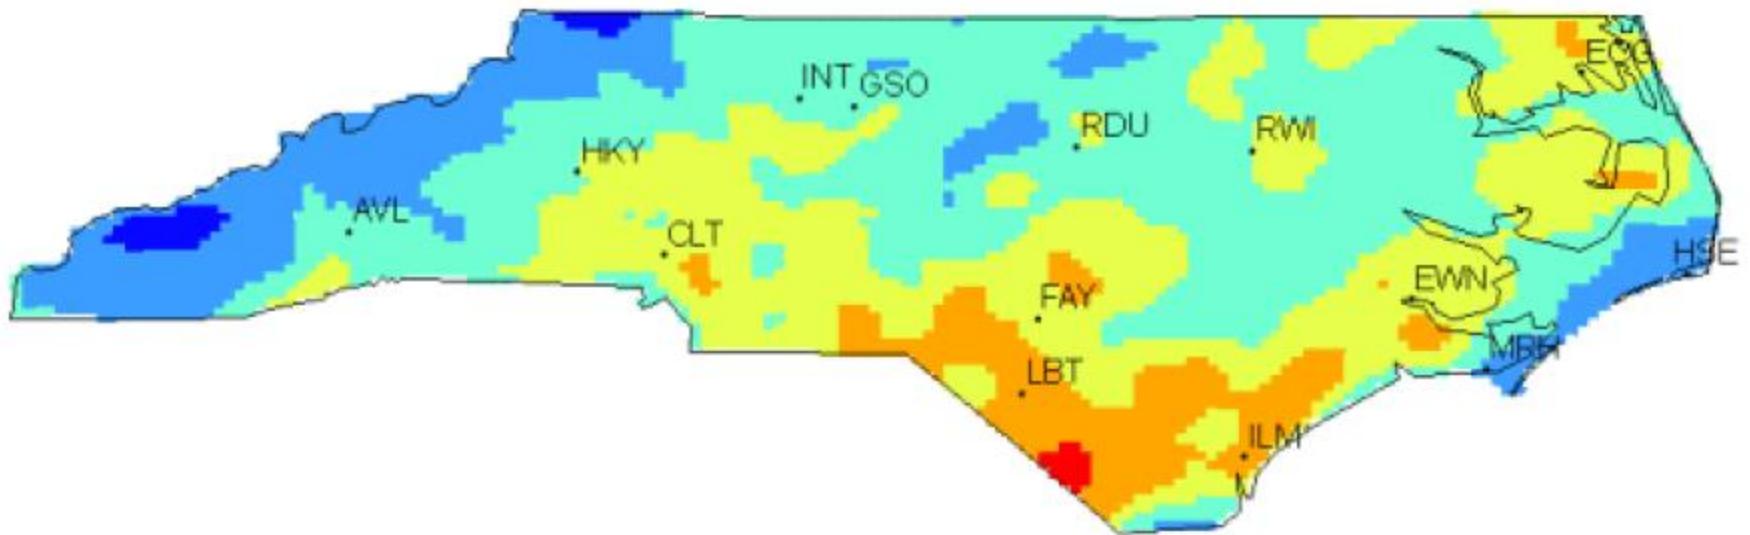 INT
GSO
ECG
RDU
RWI
HKY
AVL
CLT
HSE
EWN
FAY
MRH
LBT
ILM